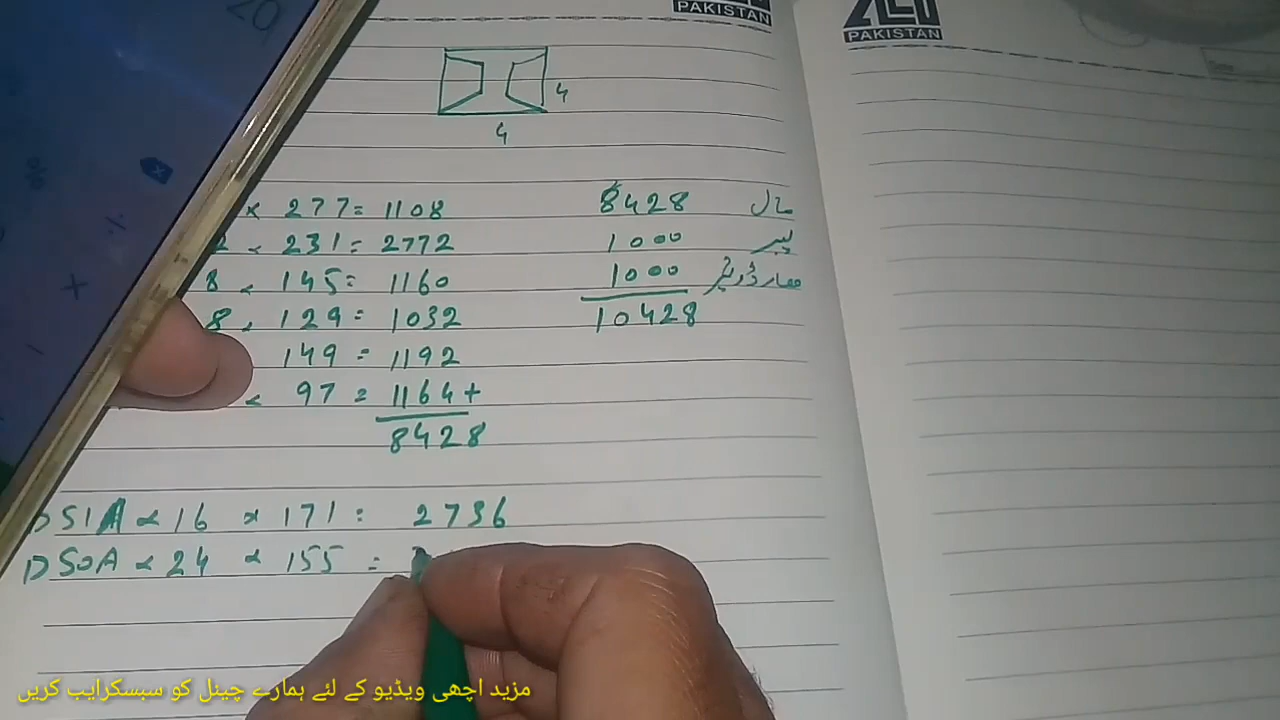 PAKISTAN
PAKISTAN
4
4
× 277 = 1108
231 = 2772
8 × 145 = 1160
8 × 129 = 1032
149 = 1192
× 97 = 1164 +
8428
8428 مال
1000
1000
10428
DSIA × 16 × 171 = 2736
DSOA × 24 × 155 =
مزید اچھی ویڈیو کے لئے ہمارے چینل کو سبسکرایب کریں